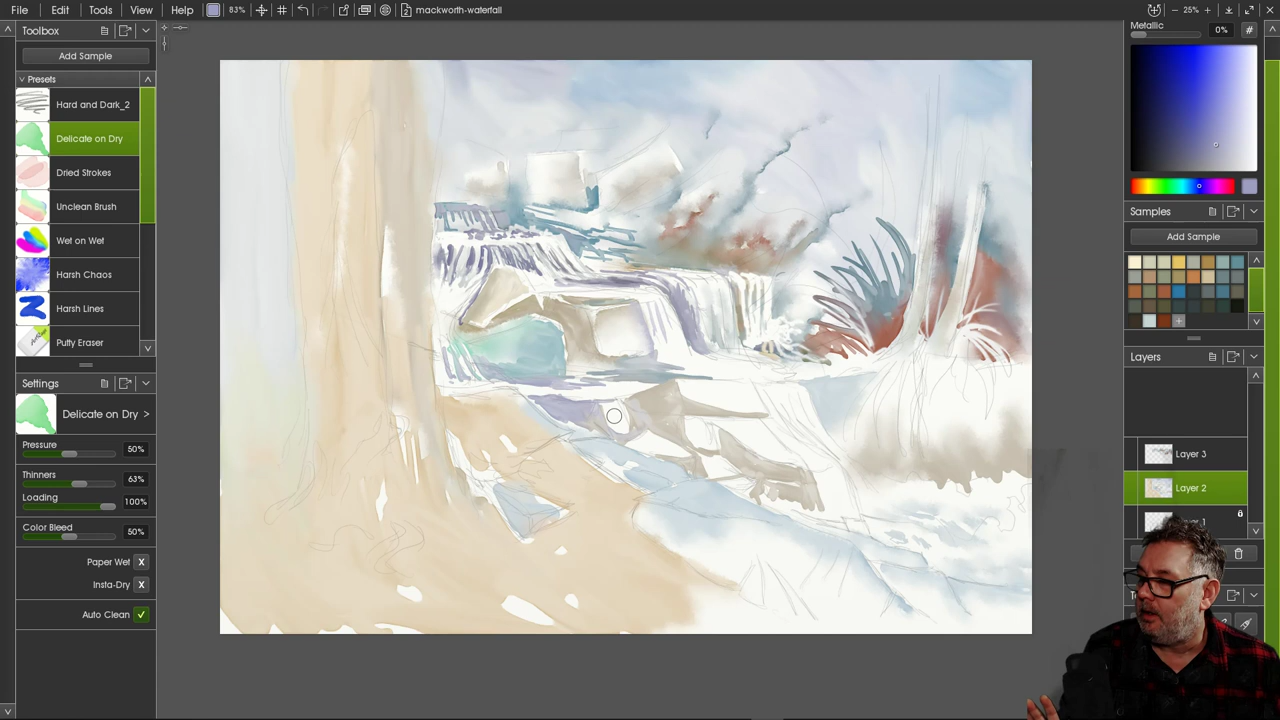 File Edit Tools View Help 83% mackworth-waterfall 25%
Toolbox
Add Sample
Presets
Hard and Dark_2
Delicate on Dry
Dried Strokes
Unclean Brush
Wet on Wet
Harsh Chaos
Harsh Lines
Putty Eraser
Settings
Delicate on Dry >
Pressure
50%
Thinners
63%
Loading
100%
Color Bleed
50%
Paper Wet X
Insta-Dry X
Auto Clean
Metallic
0% #
Samples
Add Sample
Layers
Layer 3
Layer 2